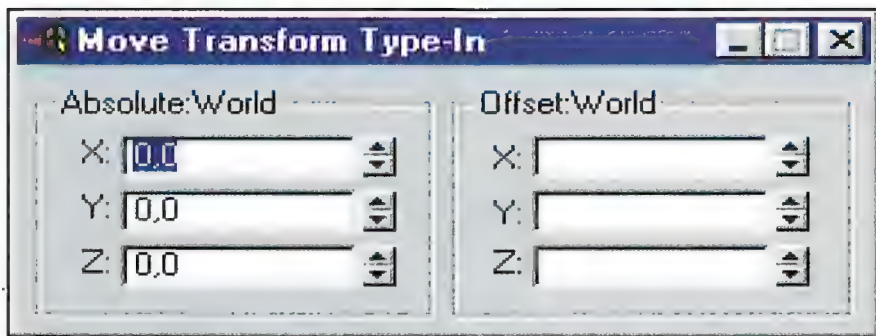 Move Transform Type-In
Absolute:World
X: 0,0
Y: 0,0
Z: 0,0
Offset:World
X:
Y:
Z: